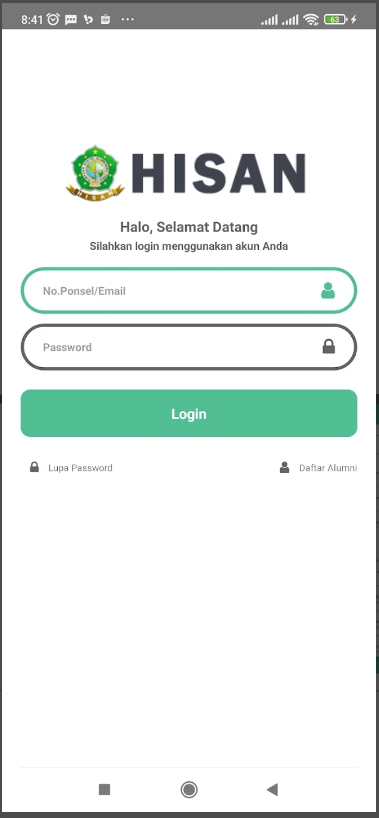 8:41
63
HISAN
HISAN
Halo, Selamat Datang
Silahkan login menggunakan akun Anda
No.Ponsel/Email
Password
Login
Lupa Password
Daftar Alumni